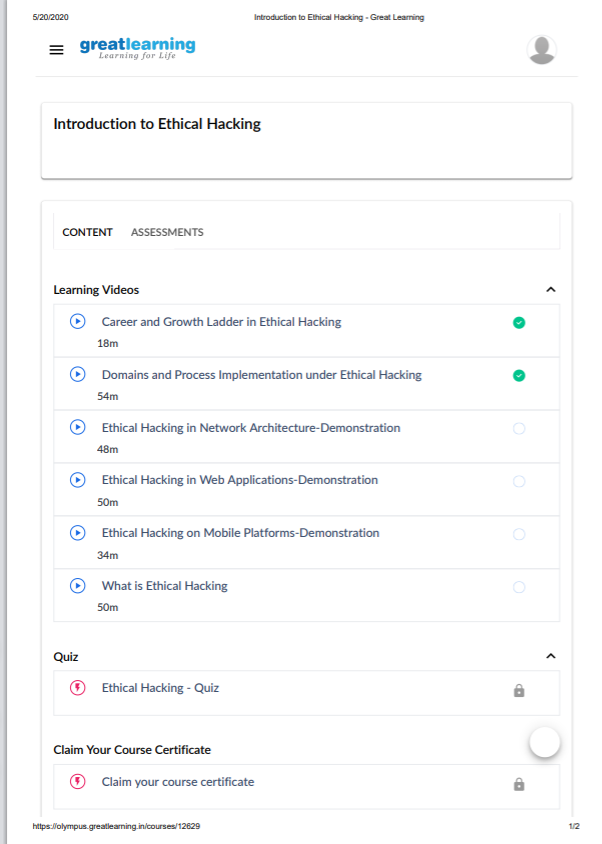 5/20/2020 Introduction to Ethical Hacking - Great Learning
greatlearning
Learning for Life
Introduction to Ethical Hacking
CONTENT ASSESSMENTS
Learning Videos
Career and Growth Ladder in Ethical Hacking
18m
Domains and Process Implementation under Ethical Hacking
54m
Ethical Hacking in Network Architecture-Demonstration
48m
Ethical Hacking in Web Applications-Demonstration
50m
Ethical Hacking on Mobile Platforms-Demonstration
34m
What is Ethical Hacking
50m
Quiz
Ethical Hacking - Quiz
Claim Your Course Certificate
Claim your course certificate
https://olympus.greatlearning.in/courses/12629 1/2